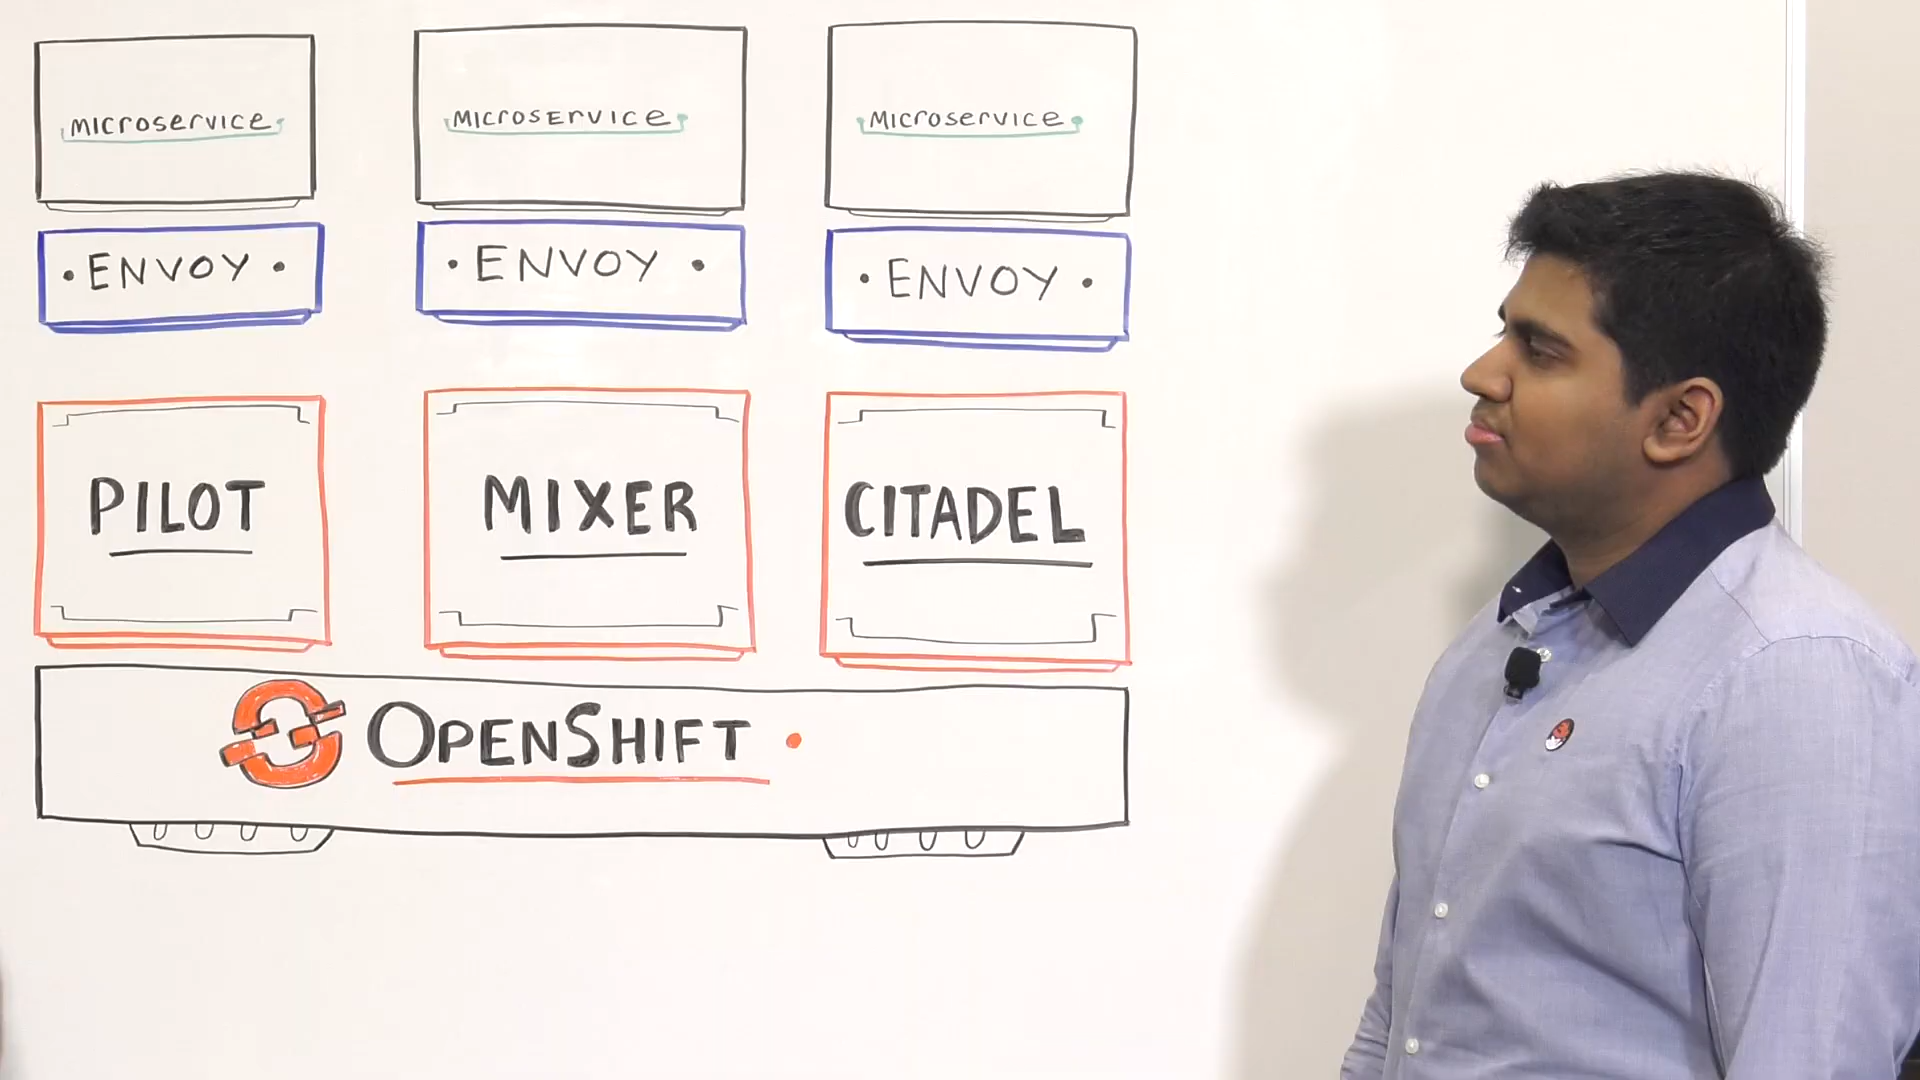 MICROSERVICE
MICROSERVICE
MICROSERVICE
• ENVOY •
• ENVOY •
• ENVOY •
PILOT
MIXER
CITADEL
OPENSHIFT